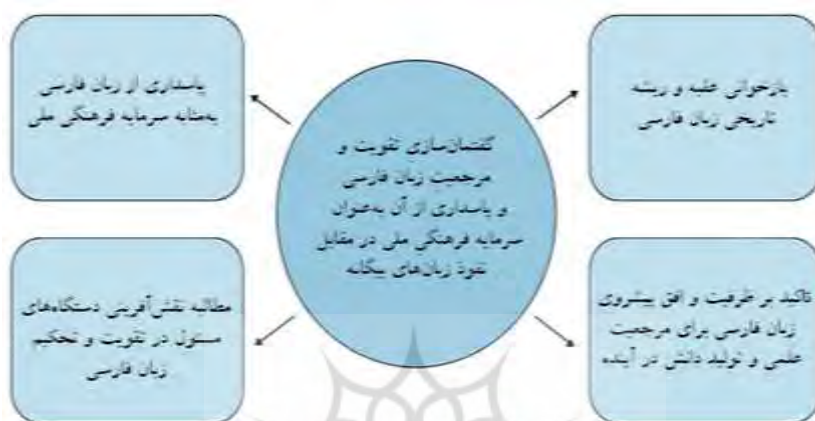 بازخوانی عقبه و ریشه
تاریخی زبان فارسی
پاسداری از زبان فارسی
به‌مثابه سرمایه فرهنگی ملی
گفتمان‌سازی تقویت و
مرجعیت زبان فارسی
و پاسداری از آن به‌عنوان
سرمایه فرهنگی ملی در مقابل
نفوذ زبان‌های بیگانه
تاکید بر ظرفیت و افق پیشروی
زبان فارسی برای مرجعیت
علمی و تولید دانش در آینده
مطالبه نقش‌آفرینی دستگاه‌های
مسئول در تقویت و تحکیم
زبان فارسی